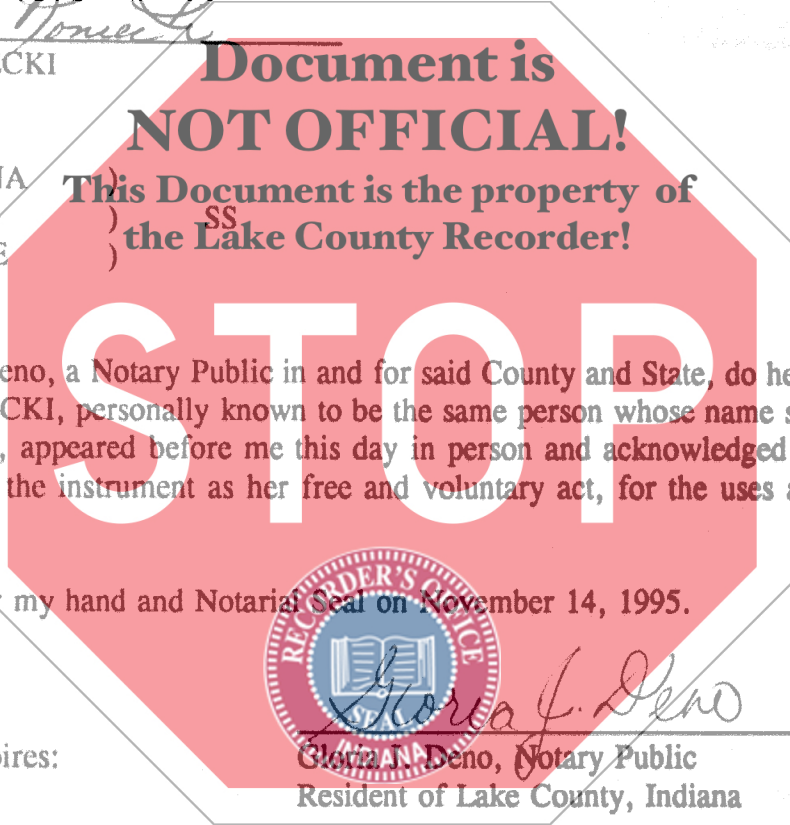 CKI
Document is
NOT OFFICIAL!
NA )
This Document is the property of
) SS
the Lake County Recorder!
E )
STOP
eno, a Notary Public in and for said County and State, do he
CKI, personally known to be the same person whose name s
, appeared before me this day in person and acknowledged
the instrument as her free and voluntary act, for the uses a
my hand and Notarial Seal on November 14, 1995.
RECORDER'S OFFICE
SEAL
INDIANA
Gloria J. Deno
ires:
Gloria J. Deno, Notary Public
Resident of Lake County, Indiana